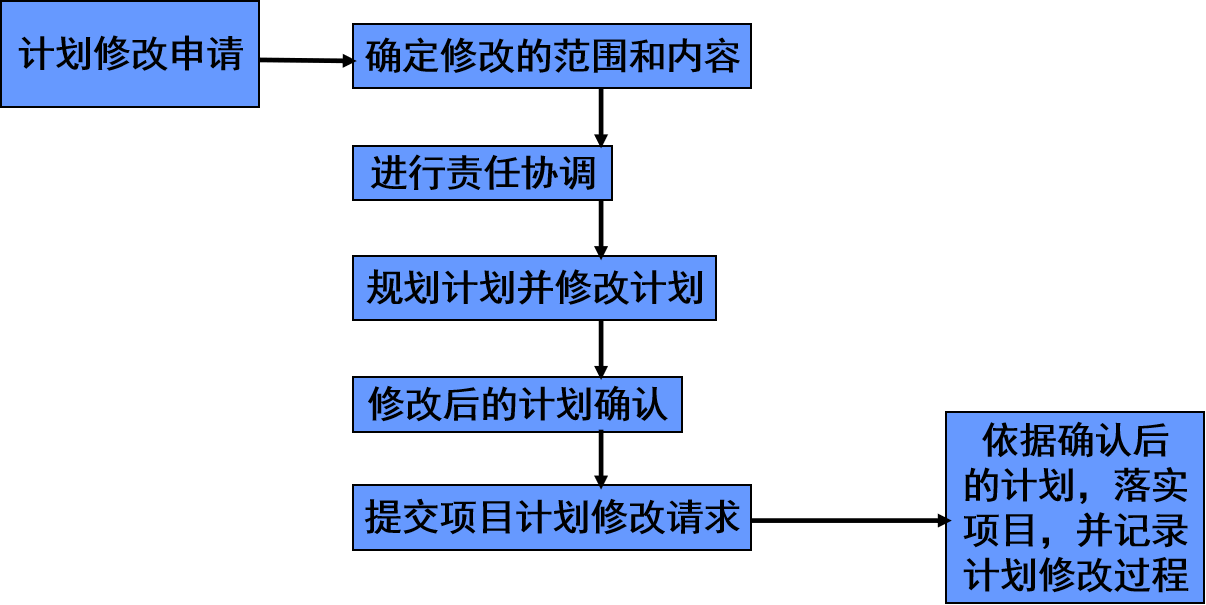 计划修改申请
确定修改的范围和内容
进行责任协调
规划计划并修改计划
修改后的计划确认
提交项目计划修改请求
依据确认后
的计划，落实
项目，并记录
计划修改过程